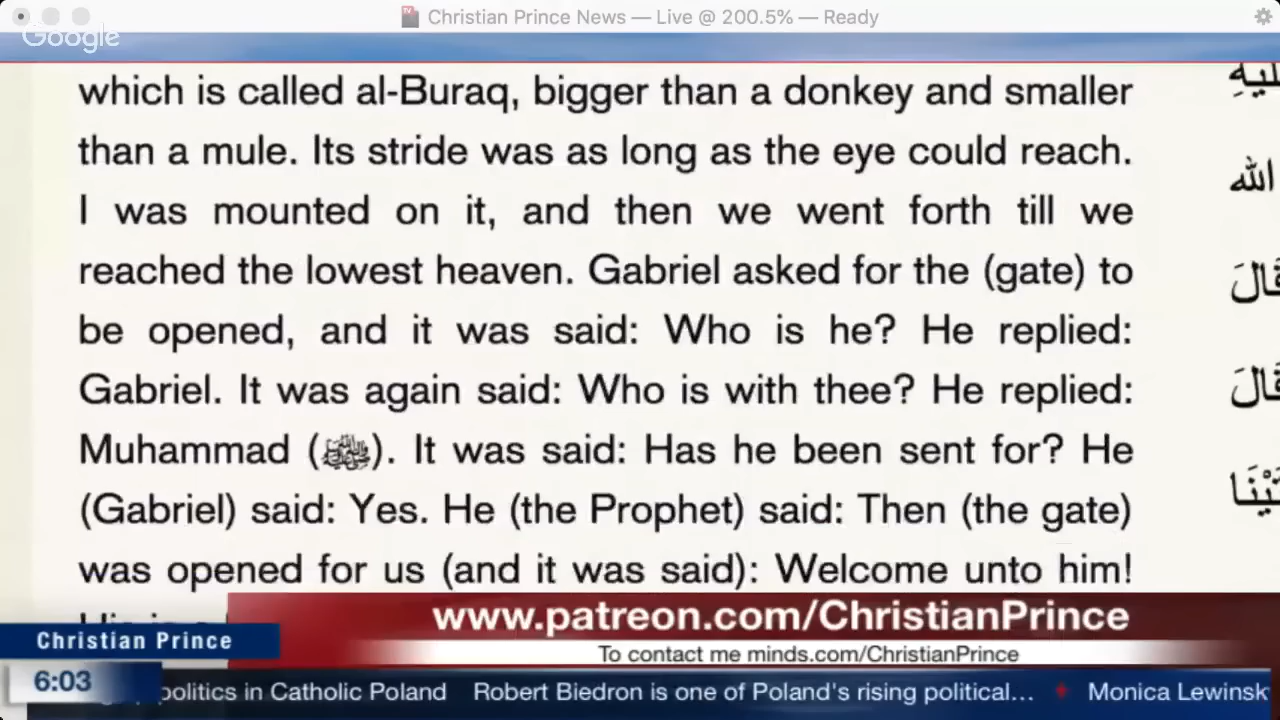 Christian Prince News — Live @ 200.5% — Ready
Google
which is called al-Buraq, bigger than a donkey and smaller
than a mule. Its stride was as long as the eye could reach.
I was mounted on it, and then we went forth till we
reached the lowest heaven. Gabriel asked for the (gate) to
be opened, and it was said: Who is he? He replied:
Gabriel. It was again said: Who is with thee? He replied:
Muhammad (ﷺ). It was said: Has he been sent for? He
(Gabriel) said: Yes. He (the Prophet) said: Then (the gate)
was opened for us (and it was said): Welcome unto him!
الله
www.patreon.com/ChristianPrince
Christian Prince
To contact me minds.com/ChristianPrince
6:03
politics in Catholic Poland Robert Biedron is one of Poland's rising political... Monica Lewinsk